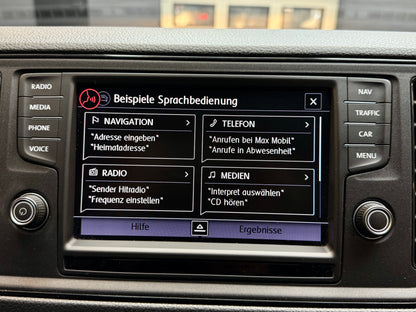 RADIO
MEDIA
PHONE
VOICE
Beispiele Sprachbedienung
NAVIGATION
"Adresse eingeben"
"Heimatadresse"
TELEFON
"Anrufen bei Max Mobil"
"Anrufe in Abwesenheit"
RADIO
"Sender Hitradio"
"Frequenz einstellen"
MEDIEN
"Interpret auswählen"
"CD hören"
Hilfe
Ergebnisse
NAV
TRAFFIC
CAR
MENU